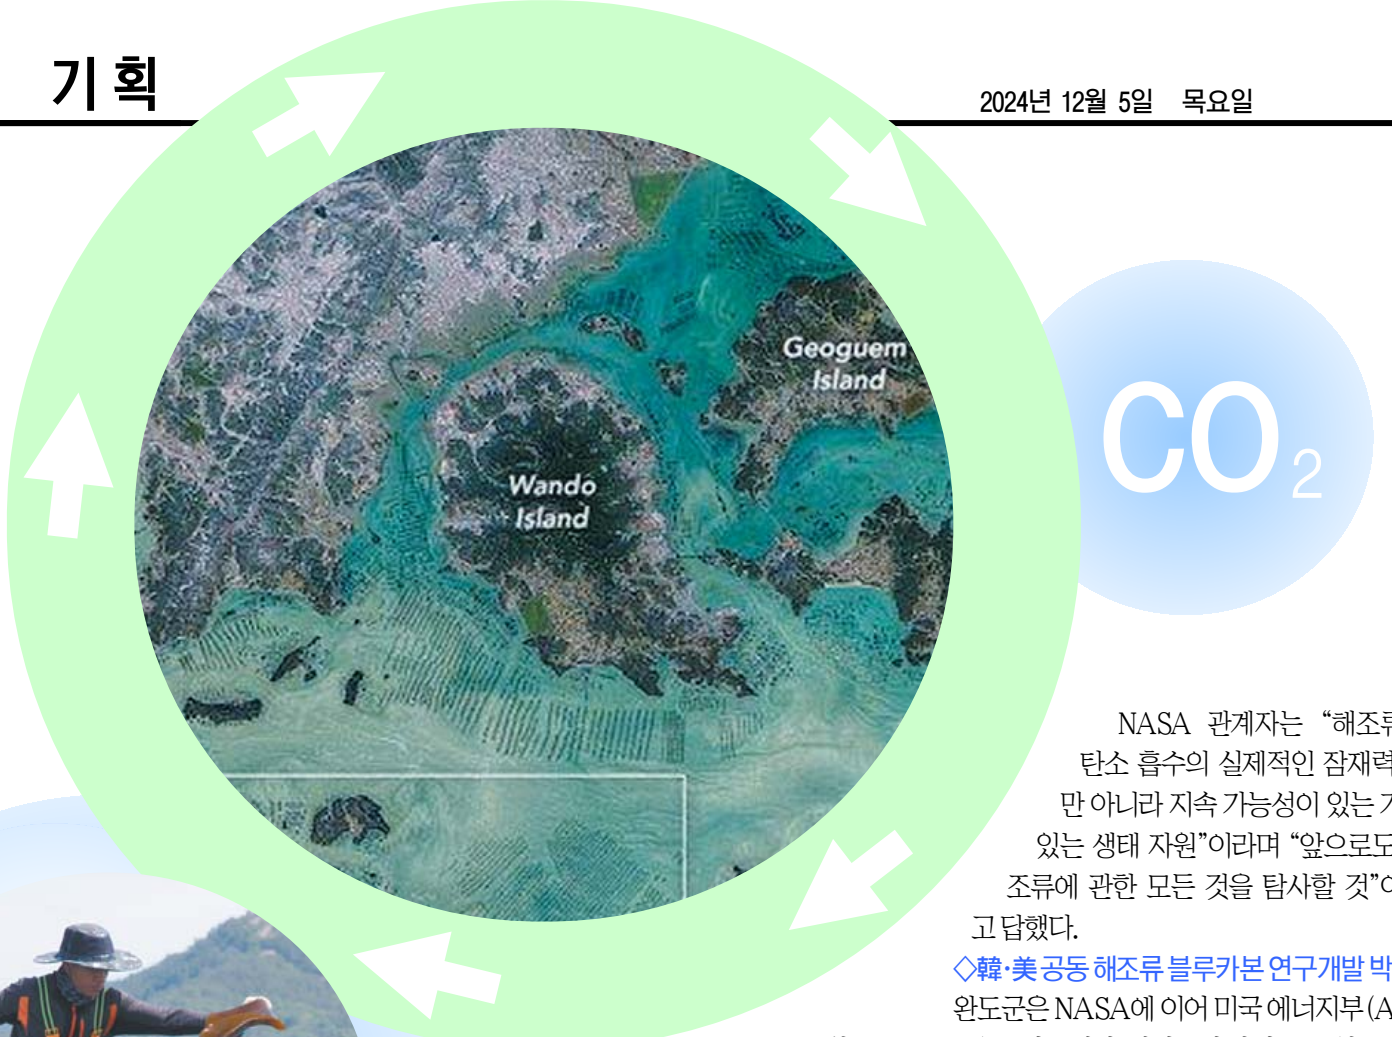 기획
2024년 12월 5일 목요일
Geoguem
Island
Wando
Island
CO₂
NASA 관계자는 “해조류
탄소 흡수의 실제적인 잠재력
만 아니라 지속 가능성이 있는
있는 생태 자원”이라며 “앞으로도
조류에 관한 모든 것을 탐사할 것”
고 답했다.
◇韓·美 공동 해조류 블루카본 연구개발 박
완도군은 NASA에 이어 미국 에너지부(A